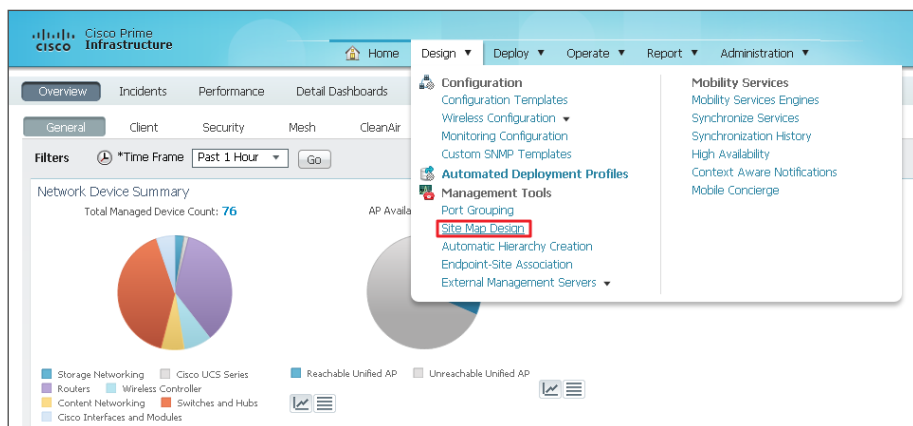 Cisco Prime
CISCO Infrastructure
Home Design Deploy Operate Report Administration
Overview Incidents Performance Detail Dashboards
General Client Security Mesh CleanAir
Filters *Time Frame Past 1 Hour Go
Network Device Summary
Total Managed Device Count: 76
AP Availa
Storage Networking Cisco UCS Series
Routers Wireless Controller
Content Networking Switches and Hubs
Cisco Interfaces and Modules
Reachable Unified AP Unreachable Unified AP
Configuration
Configuration Templates
Wireless Configuration
Monitoring Configuration
Custom SNMP Templates
Automated Deployment Profiles
Management Tools
Port Grouping
Site Map Design
Automatic Hierarchy Creation
Endpoint-Site Association
External Management Servers
Mobility Services
Mobility Services Engines
Synchronize Services
Synchronization History
High Availability
Context Aware Notifications
Mobile Concierge